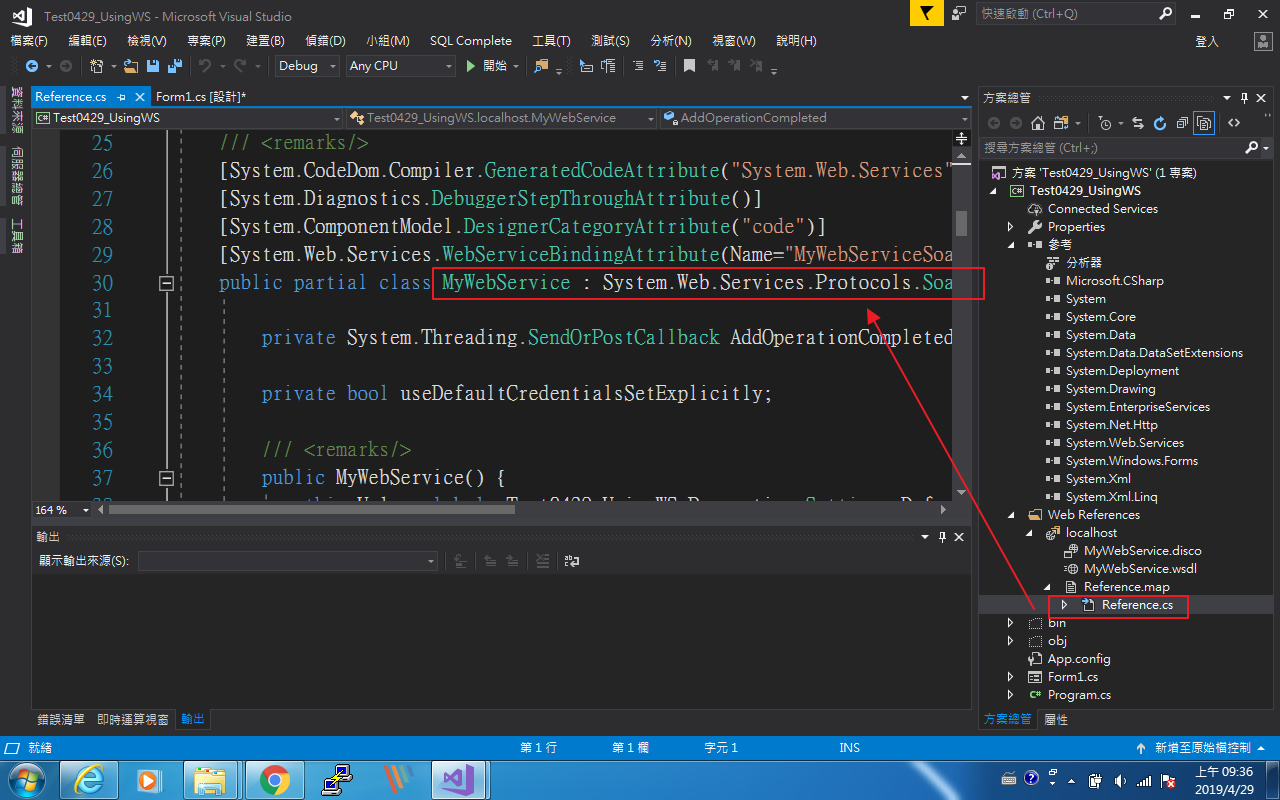 Test0429_UsingWS - Microsoft Visual Studio
快速啟動 (Ctrl+Q)
檔案(F) 編輯(E) 檢視(V) 專案(P) 建置(B) 偵錯(D) 小組(M) SQL Complete 工具(T) 測試(S) 分析(N) 視窗(W) 說明(H)
登入
Debug Any CPU 開始
資料來源
伺服器總管
工具箱
Reference.cs Form1.cs [設計]*
Test0429_UsingWS Test0429_UsingWS.localhost.MyWebService AddOperationCompleted
25 /// <remarks/>
26 [System.CodeDom.Compiler.GeneratedCodeAttribute("System.Web.Services"
27 [System.Diagnostics.DebuggerStepThroughAttribute()]
28 [System.ComponentModel.DesignerCategoryAttribute("code")]
29 [System.Web.Services.WebServiceBindingAttribute(Name="MyWebServiceSoa
30 public partial class MyWebService : System.Web.Services.Protocols.Soa
31
32 private System.Threading.SendOrPostCallback AddOperationCompleted
33
34 private bool useDefaultCredentialsSetExplicitly;
35
36 /// <remarks/>
37 public MyWebService() {
164 %
輸出
顯示輸出來源(S):
錯誤清單 即時運算視窗 輸出
方案總管
搜尋方案總管 (Ctrl+;)
方案 'Test0429_UsingWS' (1 專案)
Test0429_UsingWS
Connected Services
Properties
參考
分析器
Microsoft.CSharp
System
System.Core
System.Data
System.Data.DataSetExtensions
System.Deployment
System.Drawing
System.EnterpriseServices
System.Net.Http
System.Web.Services
System.Windows.Forms
System.Xml
System.Xml.Linq
Web References
localhost
MyWebService.disco
MyWebService.wsdl
Reference.map
Reference.cs
bin
obj
App.config
Form1.cs
Program.cs
方案總管 屬性
就緒 第 1 行 第 1 欄 字元 1 INS 新增至原始檔控制
上午 09:36
2019/4/29